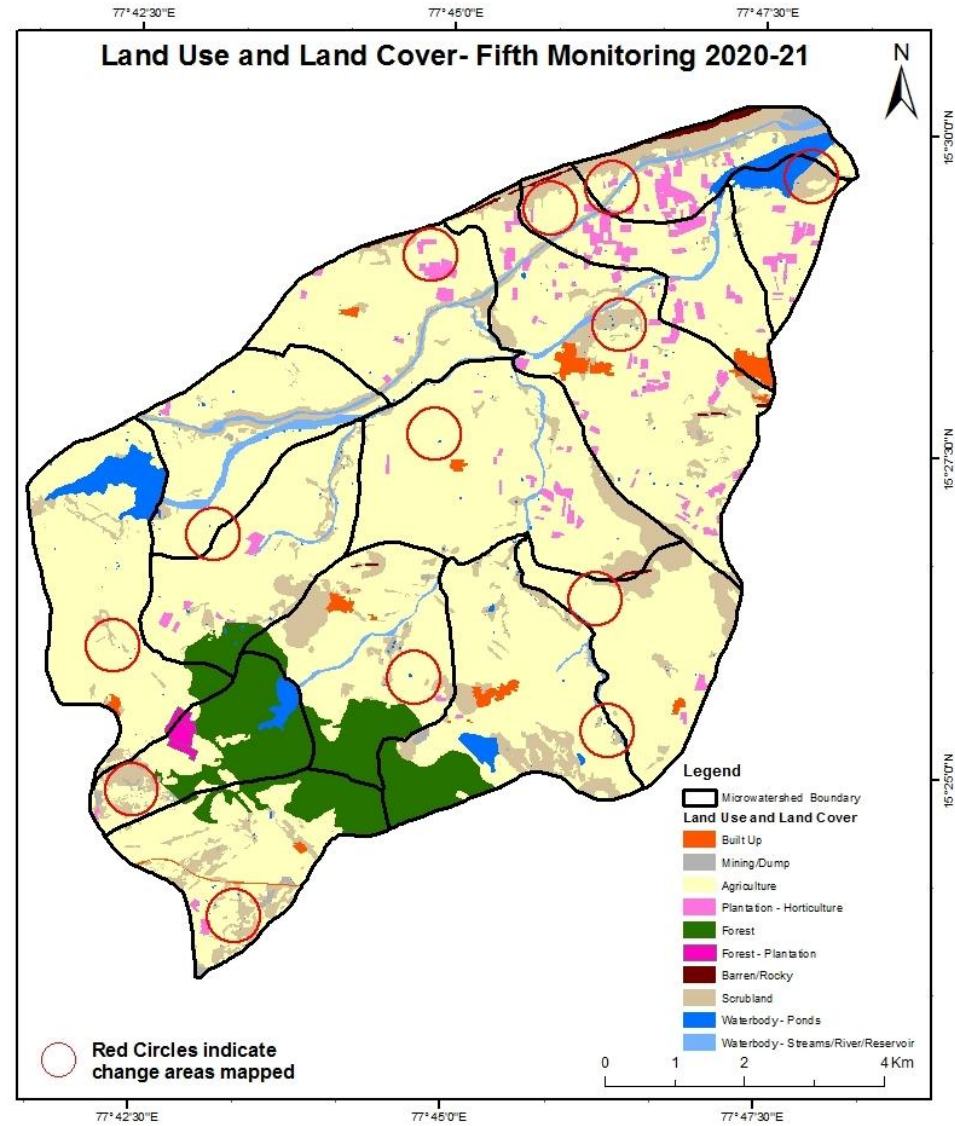 77°42'30"E 77°45'0"E 77°47'30"E
Land Use and Land Cover- Fifth Monitoring 2020-21
N
15°30'0"N
15°27'30"N
15°25'0"N
Legend
Microwatershed Boundary
Land Use and Land Cover
Built Up
Mining/Dump
Agriculture
Plantation - Horticulture
Forest
Forest - Plantation
Barren/Rocky
Scrubland
Waterbody - Ponds
Waterbody - Streams/River/Reservoir
Red Circles indicate
change areas mapped
0 1 2 4 Km
77°42'30"E 77°45'0"E 77°47'30"E